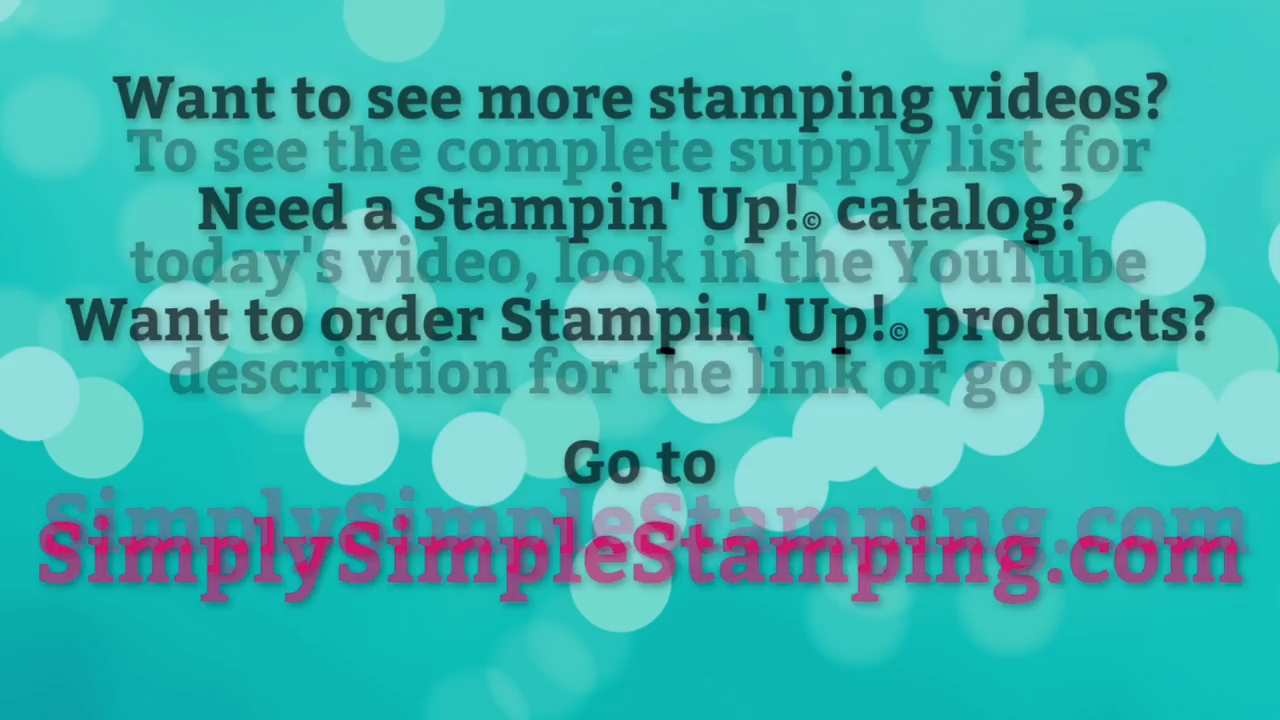 Want to see more stamping videos?
To see the complete supply list for
Need a Stampin' Up!© catalog?
today's video, look in the YouTube
Want to order Stampin' Up!© products?
description for the link or go to
Go to
SimplySimpleStamping.com
SimplySimpleStamping.com